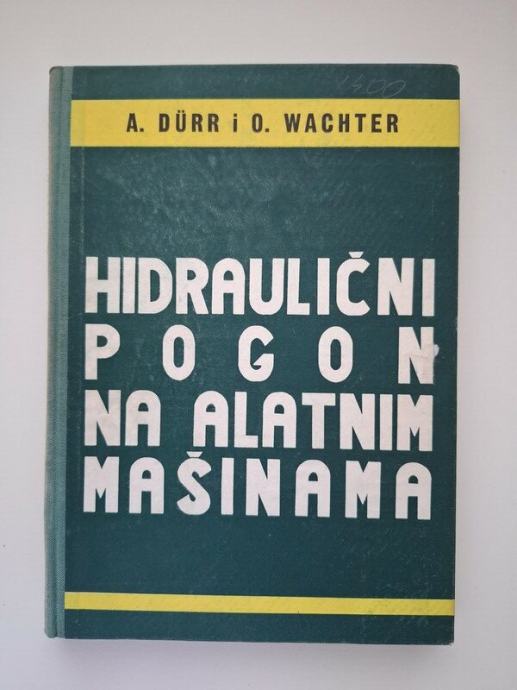 A. DÜRR i O. WACHTER
HIDRAULIČNI
POGON
NA ALATNIM
MAŠINAMA